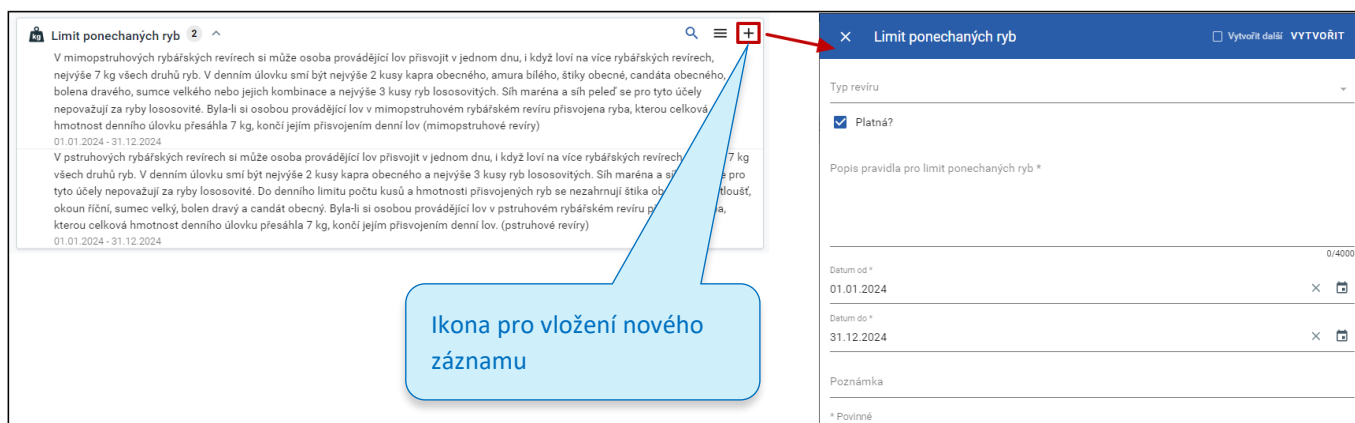 Limit ponechaných ryb 2
V mimopstruhových rybářských revírech si může osoba provádějící lov přisvojit v jednom dnu, i když loví na více rybářských revírech,
nejvýše 7 kg všech druhů ryb. V denním úlovku smí být nejvýše 2 kusy kapra obecného, amura bílého, štiky obecné, candáta obecného,
bolena dravého, sumce velkého nebo jejich kombinace a nejvýše 3 kusy ryb lososovitých. Síh maréna a síh peleď se pro tyto účely
nepovažují za ryby lososovité. Byla-li si osobou provádějící lov v mimopstruhovém rybářském revíru přisvojena ryba, kterou celková
hmotnost denního úlovku přesáhla 7 kg, končí jejím přisvojením denní lov (mimopstruhové revíry)
01.01.2024 - 31.12.2024
V pstruhových rybářských revírech si může osoba provádějící lov přisvojit v jednom dnu, i když loví na více rybářských revírech 7 kg
všech druhů ryb. V denním úlovku smí být nejvýše 2 kusy kapra obecného a nejvýše 3 kusy ryb lososovitých. Síh maréna a pro
tyto účely nepovažují za ryby lososovité. Do denního limitu počtu kusů a hmotnosti přisvojených ryb se nezahrnují štika tloušť,
okoun říční, sumec velký, bolen dravý a candát obecný. Byla-li si osobou provádějící lov v pstruhovém rybářském revíru
kterou celková hmotnost denního úlovku přesáhla 7 kg, končí jejím přisvojením denní lov. (pstruhové revíry)
01.01.2024 - 31.12.2024
Ikona pro vložení nového
záznamu
Limit ponechaných ryb
Vytvořit další VYTVOŘIT
Typ revíru
Platná?
Popis pravidla pro limit ponechaných ryb *
0/4000
Datum od *
01.01.2024
Datum do *
31.12.2024
Poznámka
* Povinné